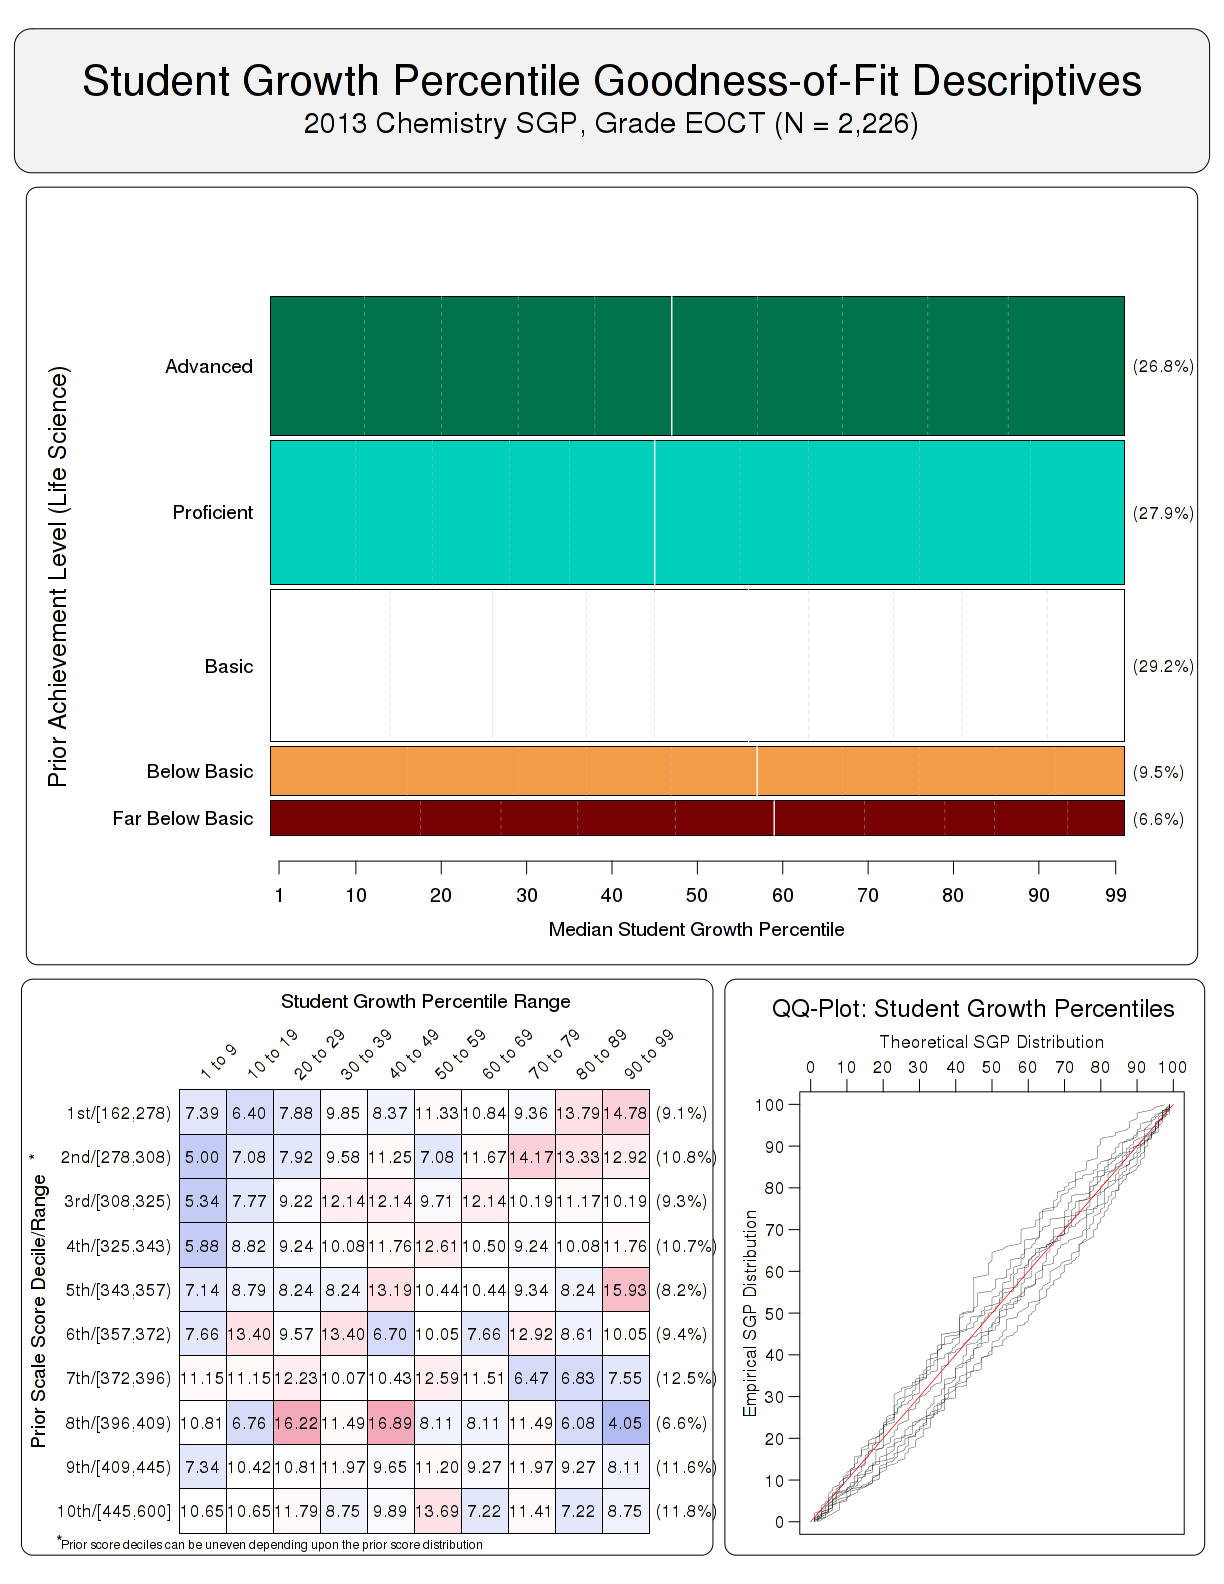 Student Growth Percentile Goodness-of-Fit Descriptives
2013 Chemistry SGP, Grade EOCT (N = 2,226)
Prior Achievement Level (Life Science)
Advanced (26.8%)
Proficient (27.9%)
Basic (29.2%)
Below Basic (9.5%)
Far Below Basic (6.6%)
1 10 20 30 40 50 60 70 80 90 99
Median Student Growth Percentile
Student Growth Percentile Range
1 to 9 10 to 19 20 to 29 30 to 39 40 to 49 50 to 59 60 to 69 70 to 79 80 to 89 90 to 99
Prior Scale Score Decile/Range *
1st/[162,278) 7.39 6.40 7.88 9.85 8.37 11.33 10.84 9.36 13.79 14.78 (9.1%)
2nd/[278,308) 5.00 7.08 7.92 9.58 11.25 7.08 11.67 14.17 13.33 12.92 (10.8%)
3rd/[308,325) 5.34 7.77 9.22 12.14 12.14 9.71 12.14 10.19 11.17 10.19 (9.3%)
4th/[325,343) 5.88 8.82 9.24 10.08 11.76 12.61 10.50 9.24 10.08 11.76 (10.7%)
5th/[343,357) 7.14 8.79 8.24 8.24 13.19 10.44 10.44 9.34 8.24 15.93 (8.2%)
6th/[357,372) 7.66 13.40 9.57 13.40 6.70 10.05 7.66 12.92 8.61 10.05 (9.4%)
7th/[372,396) 11.15 11.15 12.23 10.07 10.43 12.59 11.51 6.47 6.83 7.55 (12.5%)
8th/[396,409) 10.81 6.76 16.22 11.49 16.89 8.11 8.11 11.49 6.08 4.05 (6.6%)
9th/[409,445) 7.34 10.42 10.81 11.97 9.65 11.20 9.27 11.97 9.27 8.11 (11.6%)
10th/[445,600] 10.65 10.65 11.79 8.75 9.89 13.69 7.22 11.41 7.22 8.75 (11.8%)
*Prior score deciles can be uneven depending upon the prior score distribution
QQ-Plot: Student Growth Percentiles
Theoretical SGP Distribution
0 10 20 30 40 50 60 70 80 90 100
Empirical SGP Distribution
100
90
80
70
60
50
40
30
20
10
0